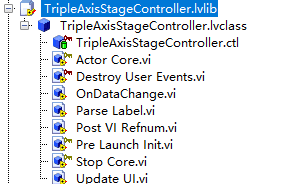 TripleAxisStageController.lvlib
TripleAxisStageController.lvclass
TripleAxisStageController.ctl
Actor Core.vi
Destroy User Events.vi
OnDataChange.vi
Parse Label.vi
Post VI Refnum.vi
Pre Launch Init.vi
Stop Core.vi
Update UI.vi